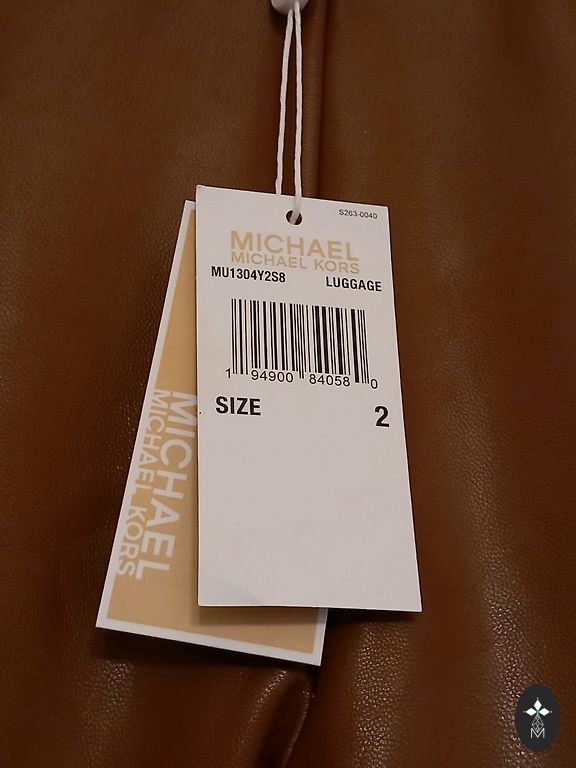 S263-0040
MICHAEL
MICHAEL KORS
MU1304Y2S8 LUGGAGE
1 94900 84058 0
SIZE 2
MICHAEL
MICHAEL KORS
M